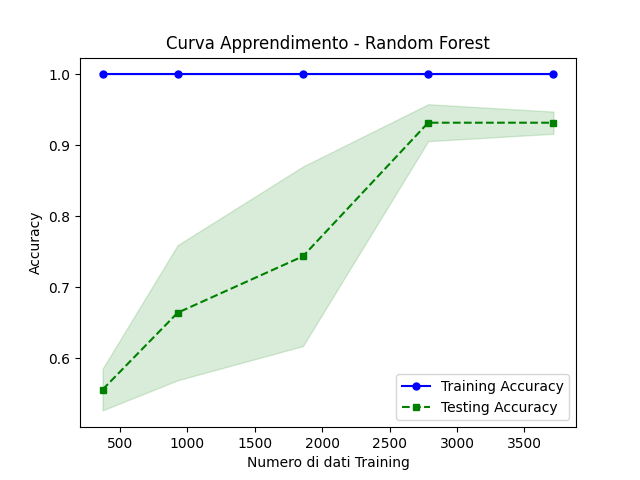 Curva Apprendimento - Random Forest
1.0
0.9
0.8
0.7
0.6
Accuracy
500
1000
1500
2000
2500
3000
3500
Numero di dati Training
Training Accuracy
Testing Accuracy